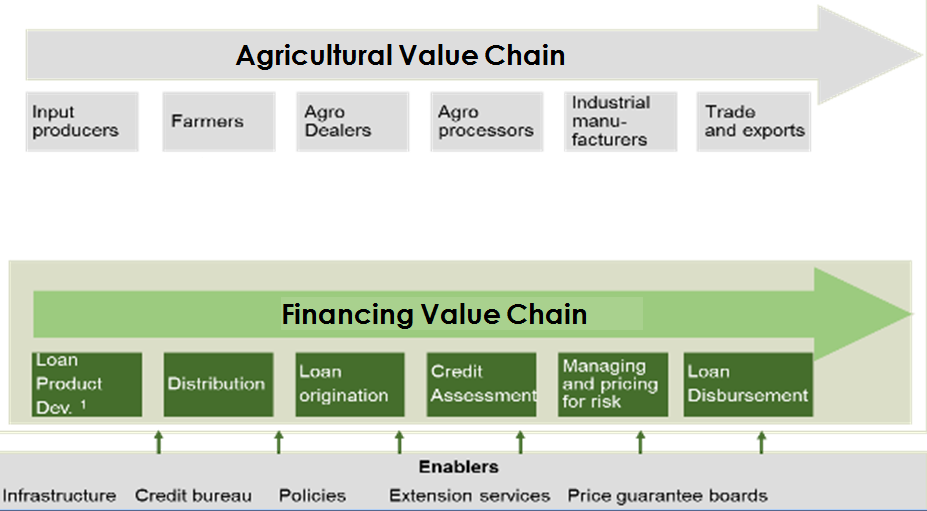 Agricultural Value Chain
Input
producers
Farmers
Agro
Dealers
Agro
processors
Industrial
manu-
facturers
Trade
and exports
Financing Value Chain
Loan
Product
Dev. 1
Distribution
Loan
origination
Credit
Assessment
Managing
and pricing
for risk
Loan
Disbursement
Enablers
Infrastructure Credit bureau Policies Extension services Price guarantee boards